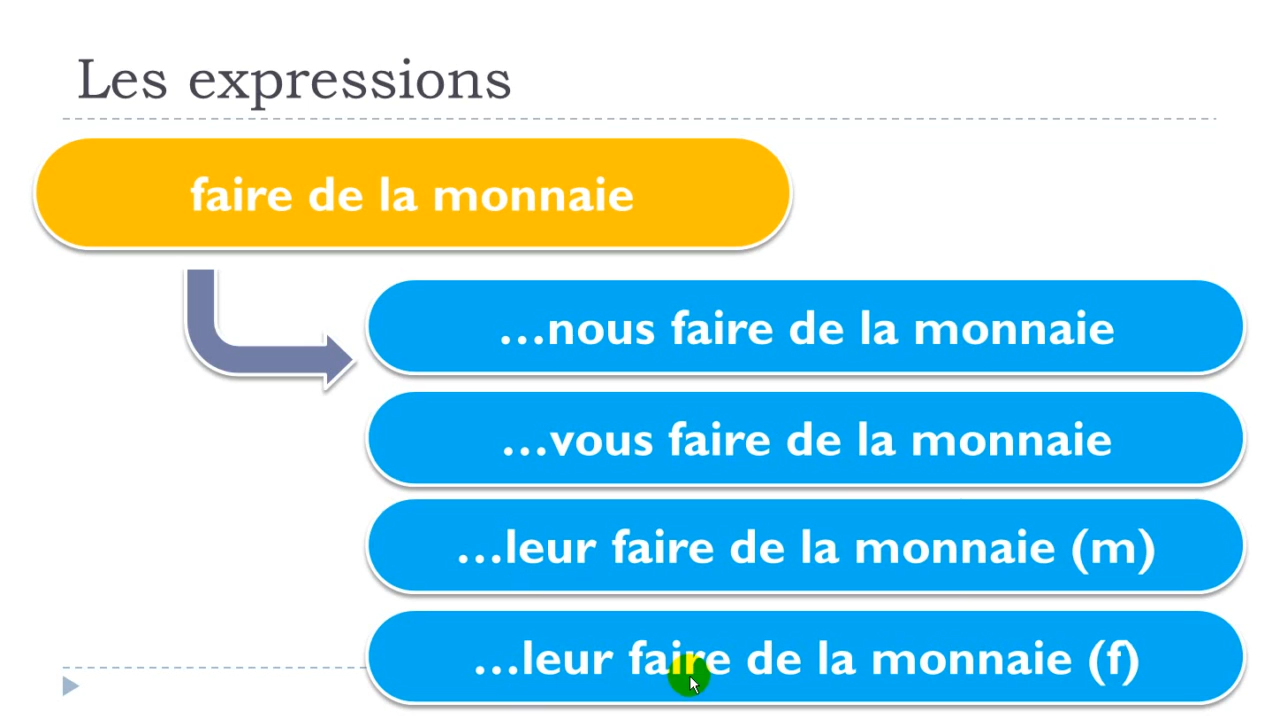 Les expressions
faire de la monnaie
...nous faire de la monnaie
...vous faire de la monnaie
...leur faire de la monnaie (m)
...leur faire de la monnaie (f)